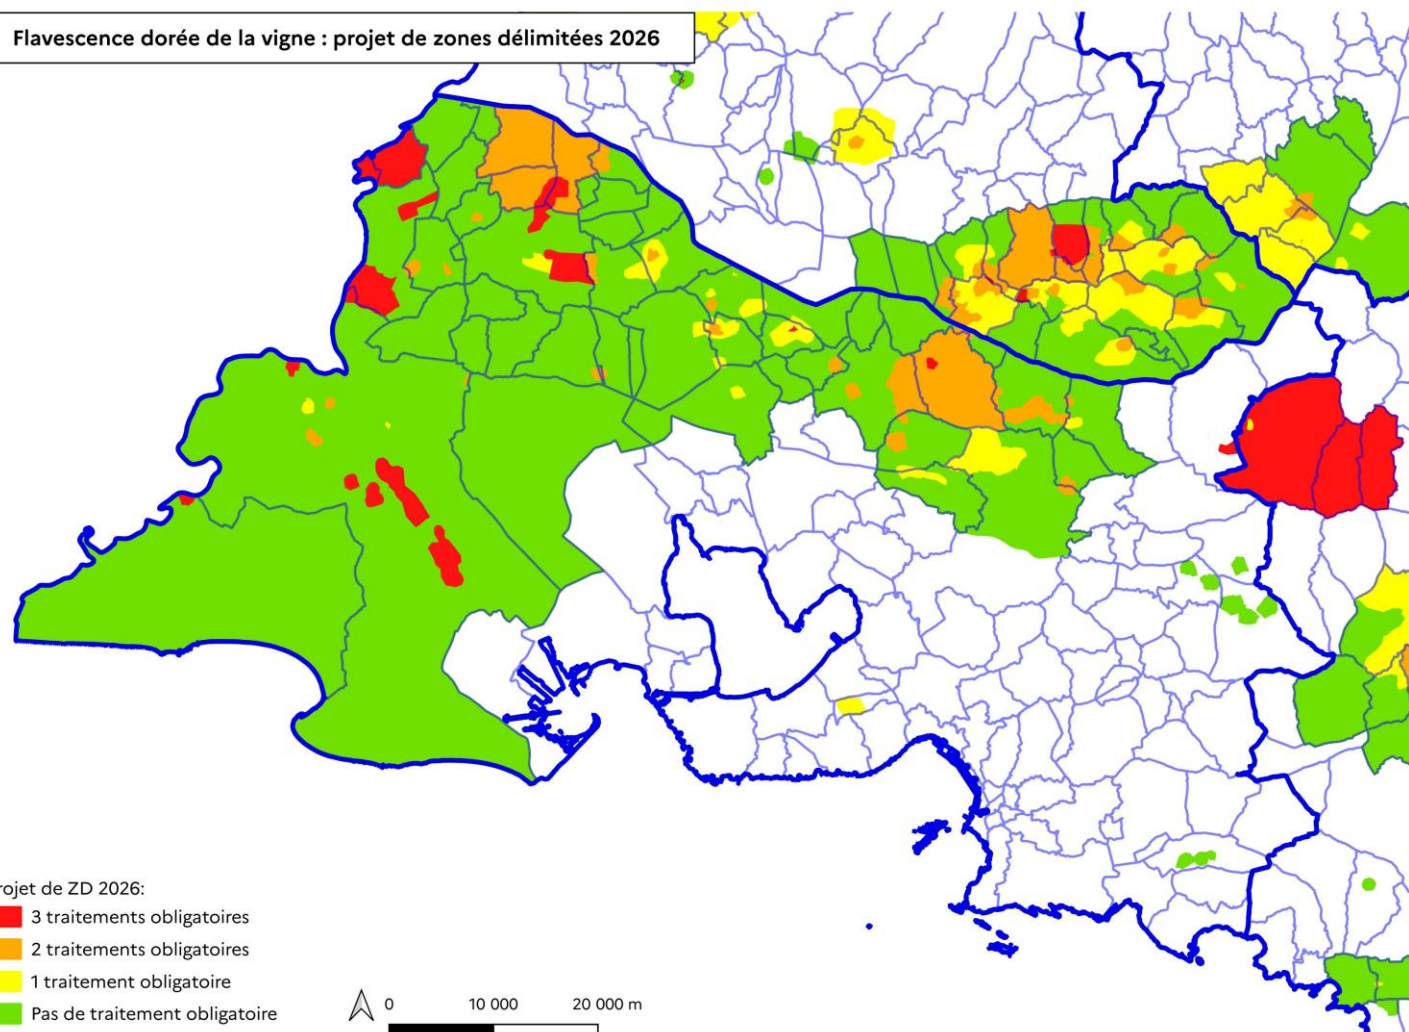 Flavescence dorée de la vigne : projet de zones délimitées 2026
rojet de ZD 2026:
3 traitements obligatoires
2 traitements obligatoires
1 traitement obligatoire
Pas de traitement obligatoire
0 10 000 20 000 m